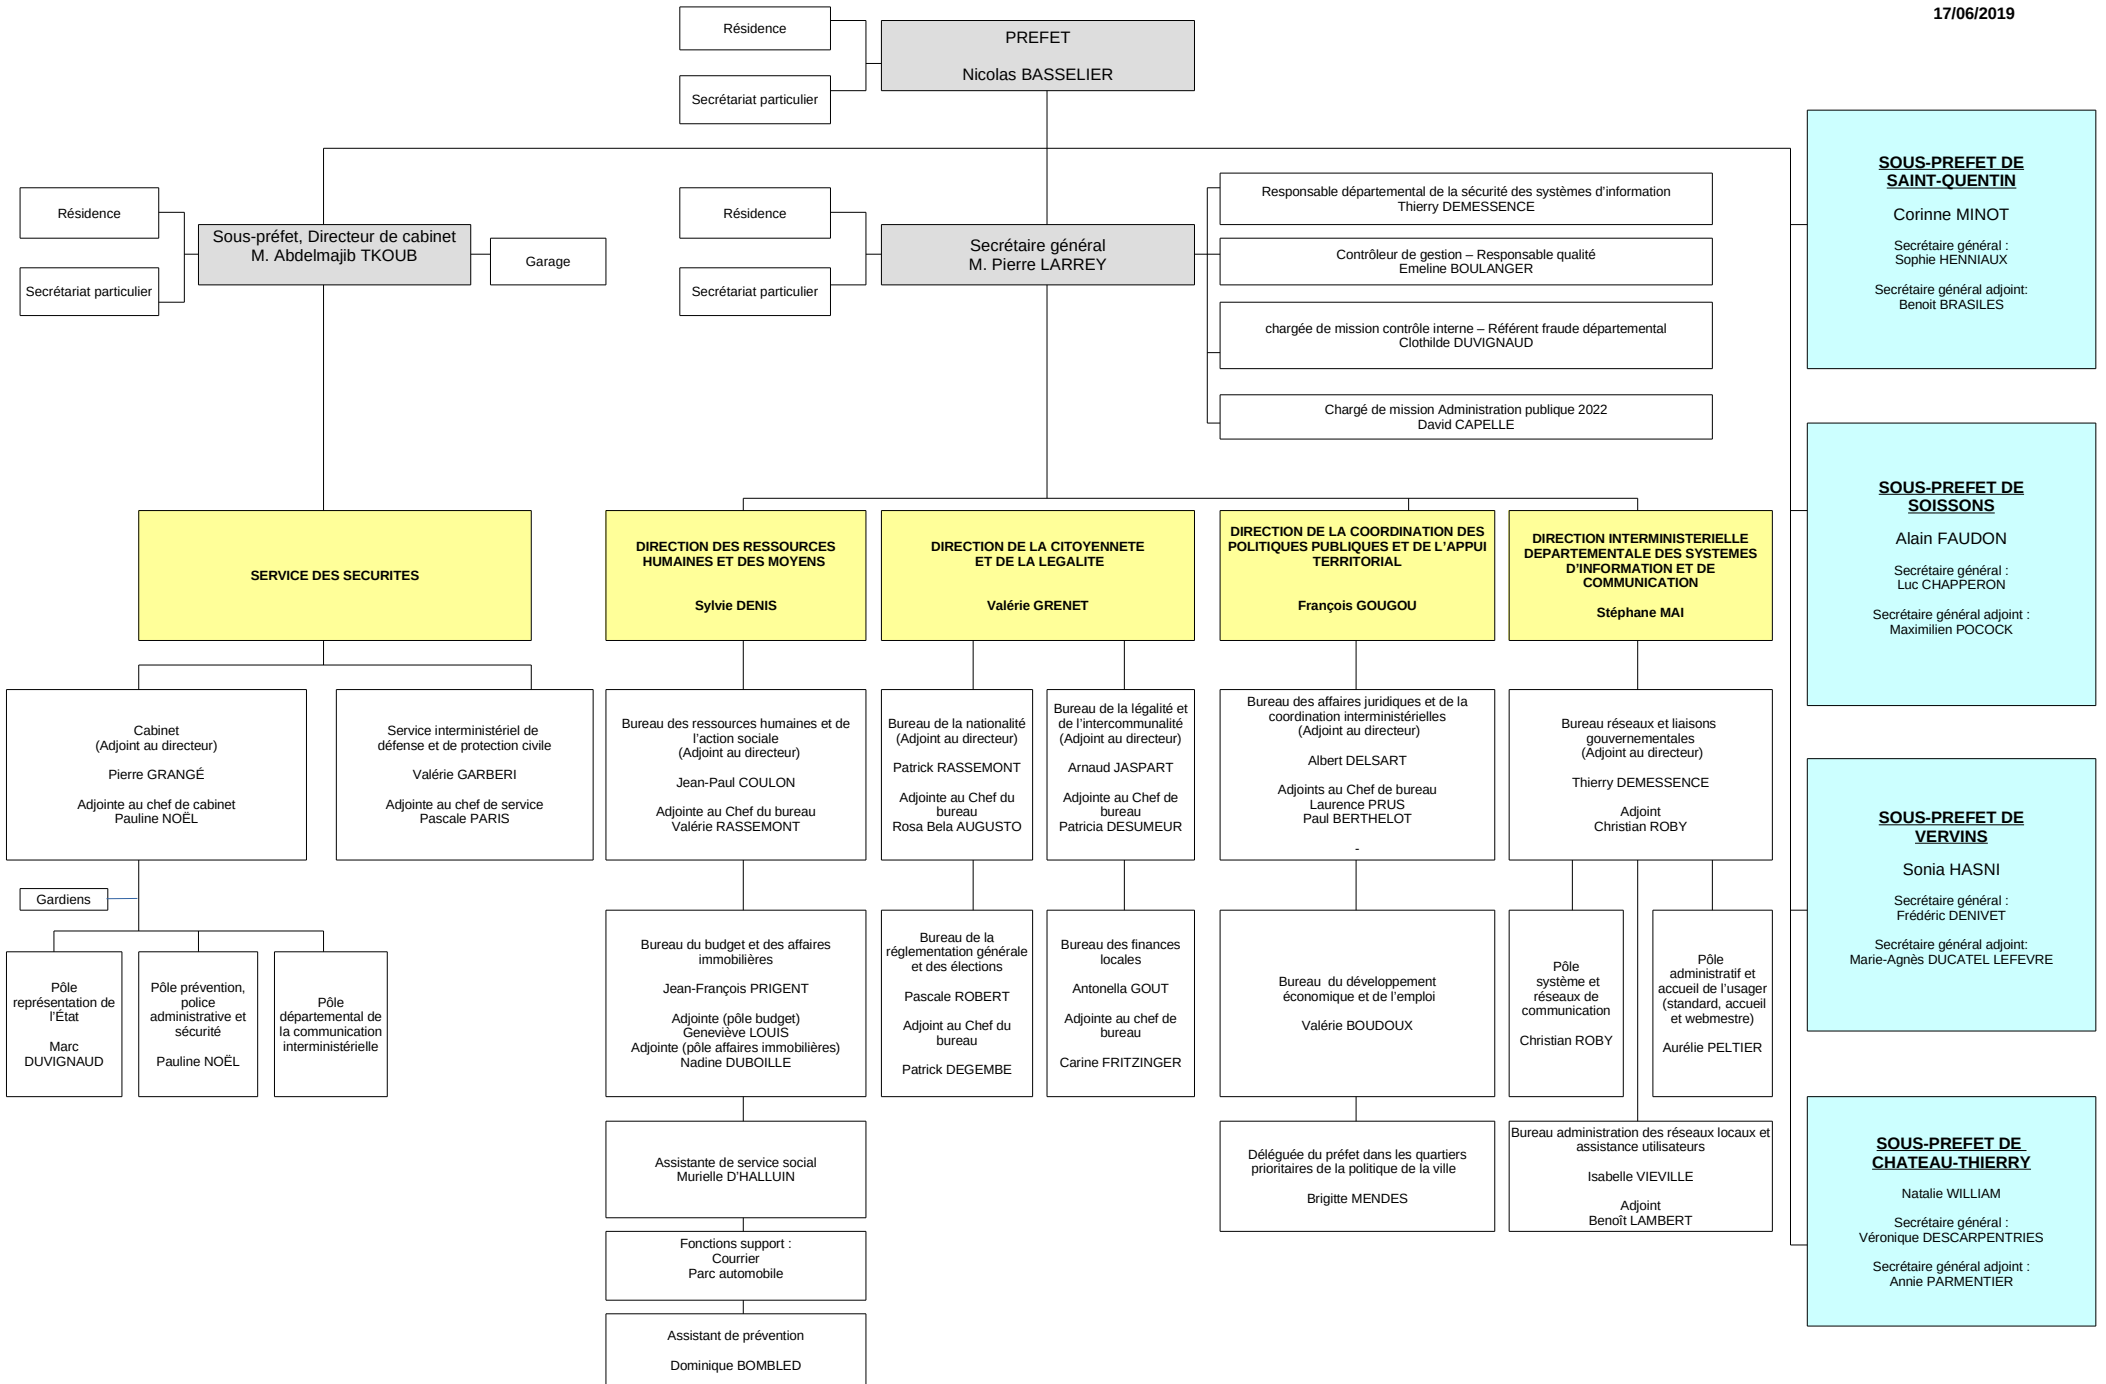 17/06/2019
Résidence
PREFET
Nicolas BASSELIER
Secrétariat particulier
Résidence
Sous-préfet, Directeur de cabinet
M. Abdelmajib TKOUB
Garage
Secrétariat particulier
Résidence
Secrétaire général
M. Pierre LARREY
Secrétariat particulier
Responsable départemental de la sécurité des systèmes d’information
Thierry DEMESSENCE
Contrôleur de gestion – Responsable qualité
Emeline BOULANGER
chargée de mission contrôle interne – Référent fraude départemental
Clothilde DUVIGNAUD
Chargé de mission Administration publique 2022
David CAPELLE
SOUS-PREFET DE
SAINT-QUENTIN
Corinne MINOT
Secrétaire général :
Sophie HENNIAUX
Secrétaire général adjoint:
Benoit BRASILES
SOUS-PREFET DE
SOISSONS
Alain FAUDON
Secrétaire général :
Luc CHAPPERON
Secrétaire général adjoint :
Maximilien POCOCK
SOUS-PREFET DE
VERVINS
Sonia HASNI
Secrétaire général :
Frédéric DENIVET
Secrétaire général adjoint:
Marie-Agnès DUCATEL LEFEVRE
SOUS-PREFET DE
CHATEAU-THIERRY
Natalie WILLIAM
Secrétaire général :
Véronique DESCARPENTRIES
Secrétaire général adjoint :
Annie PARMENTIER
SERVICE DES SECURITES
Cabinet
(Adjoint au directeur)
Pierre GRANGÉ
Adjointe au chef de cabinet
Pauline NOËL
Service interministériel de
défense et de protection civile
Valérie GARBERI
Adjointe au chef de service
Pascale PARIS
Gardiens
Pôle
représentation de
l’État
Marc
DUVIGNAUD
Pôle prévention,
police
administrative et
sécurité
Pauline NOËL
Pôle
départemental de
la communication
interministérielle
DIRECTION DES RESSOURCES
HUMAINES ET DES MOYENS
Sylvie DENIS
Bureau des ressources humaines et de
l’action sociale
(Adjoint au directeur)
Jean-Paul COULON
Adjointe au Chef du bureau
Valérie RASSEMONT
Bureau du budget et des affaires
immobilières
Jean-François PRIGENT
Adjointe (pôle budget)
Geneviève LOUIS
Adjointe (pôle affaires immobilières)
Nadine DUBOILLE
Assistante de service social
Murielle D’HALLUIN
Fonctions support :
Courrier
Parc automobile
Assistant de prévention
Dominique BOMBLED
DIRECTION DE LA CITOYENNETE
ET DE LA LEGALITE
Valérie GRENET
Bureau de la nationalité
(Adjoint au directeur)
Patrick RASSEMONT
Adjointe au Chef du
bureau
Rosa Bela AUGUSTO
Bureau de la légalité et
de l’intercommunalité
(Adjoint au directeur)
Arnaud JASPART
Adjointe au Chef de
bureau
Patricia DESUMEUR
Bureau de la
réglementation générale
et des élections
Pascale ROBERT
Adjoint au Chef du
bureau
Patrick DEGEMBE
Bureau des finances
locales
Antonella GOUT
Adjointe au chef de
bureau
Carine FRITZINGER
DIRECTION DE LA COORDINATION DES
POLITIQUES PUBLIQUES ET DE L’APPUI
TERRITORIAL
François GOUGOU
Bureau des affaires juridiques et de la
coordination interministérielles
(Adjoint au directeur)
Albert DELSART
Adjoints au Chef de bureau
Laurence PRUS
Paul BERTHELOT
-
Bureau du développement
économique et de l’emploi
Valérie BOUDOUX
Déléguée du préfet dans les quartiers
prioritaires de la politique de la ville
Brigitte MENDES
DIRECTION INTERMINISTERIELLE
DEPARTEMENTALE DES SYSTEMES
D’INFORMATION ET DE
COMMUNICATION
Stéphane MAI
Bureau réseaux et liaisons
gouvernementales
(Adjoint au directeur)
Thierry DEMESSENCE
Adjoint
Christian ROBY
Pôle
système et
réseaux de
communication
Christian ROBY
Pôle
administratif et
accueil de l’usager
(standard, accueil
et webmestre)
Aurélie PELTIER
Bureau administration des réseaux locaux et
assistance utilisateurs
Isabelle VIEVILLE
Adjoint
Benoît LAMBERT